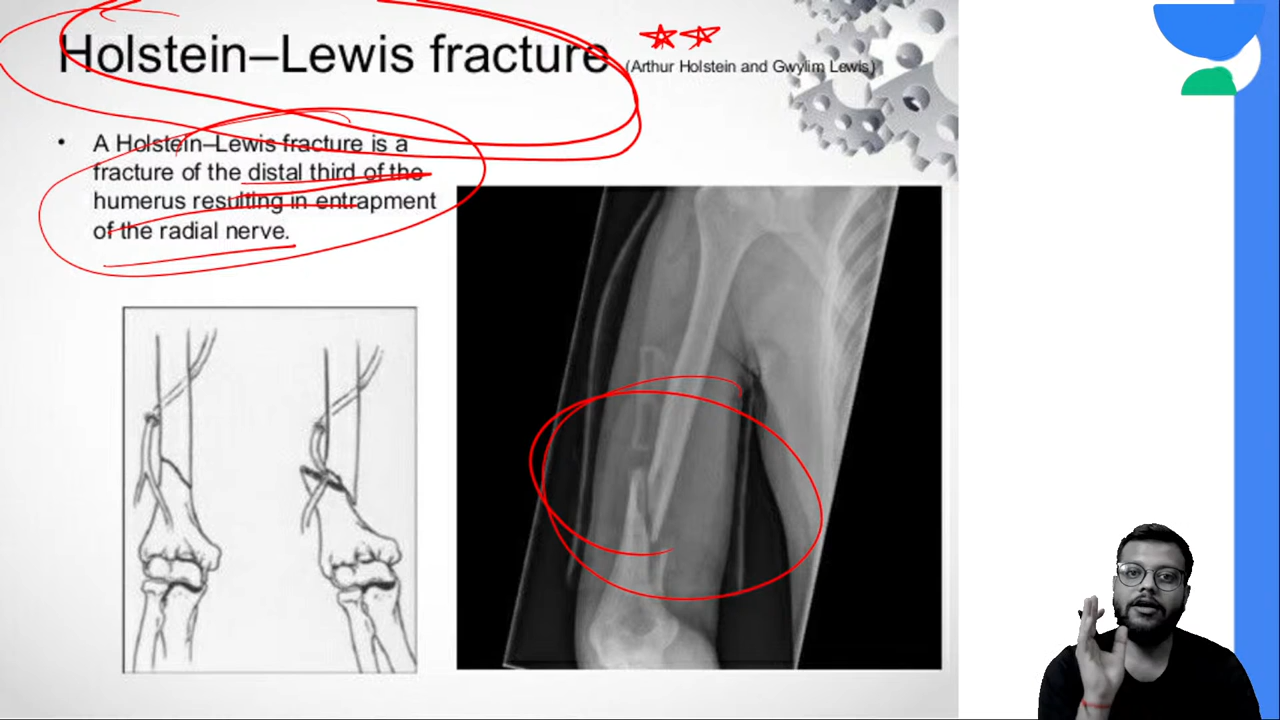 Holstein–Lewis fracture
(Arthur Holstein and Gwylim Lewis)
• A Holstein–Lewis fracture is a
fracture of the distal third of the
humerus resulting in entrapment
of the radial nerve.